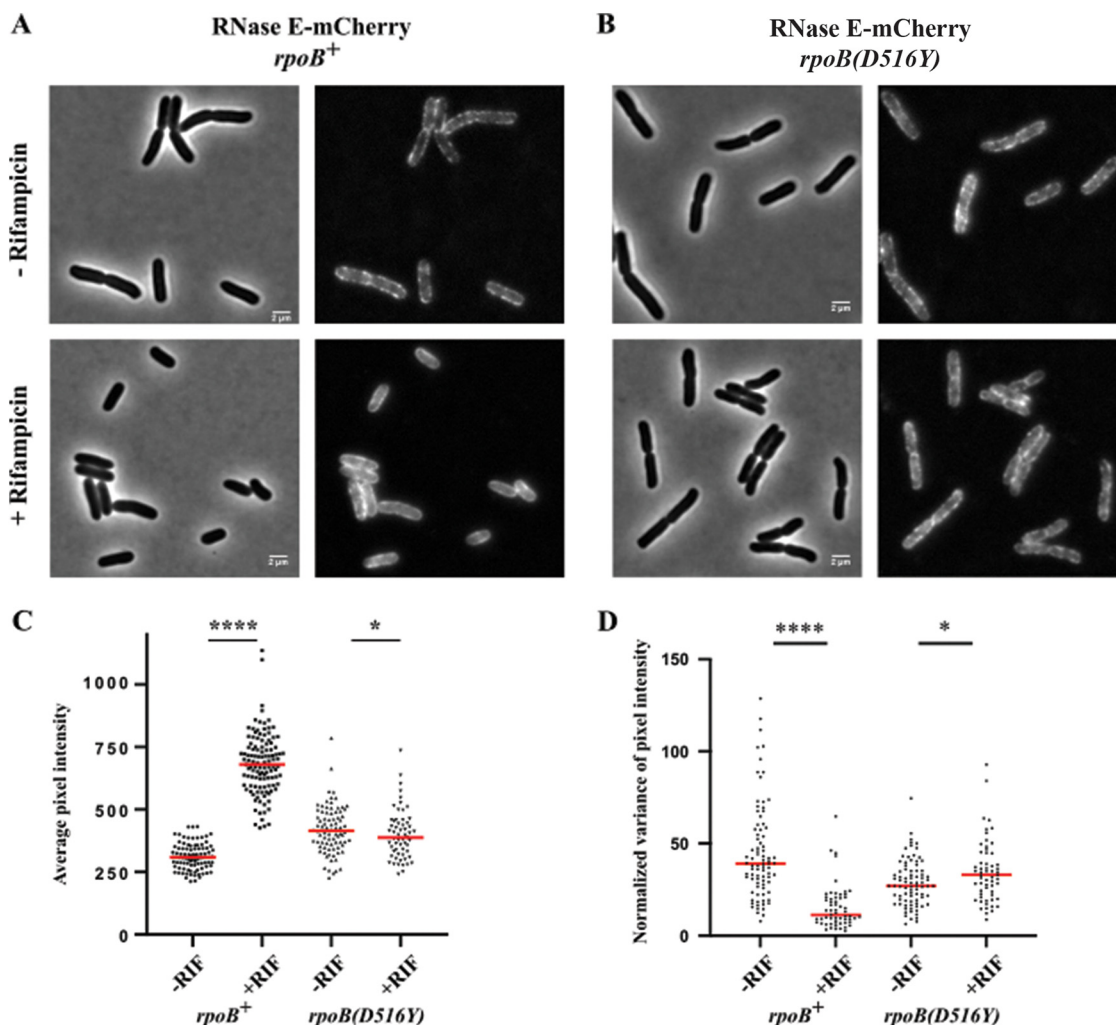 A
RNase E-mCherry
rpoB+
B
RNase E-mCherry
rpoB(D516Y)
- Rifampicin
2 µm
2 µm
+ Rifampicin
2 µm
2 µm
C
**** *
Average pixel intensity
1000
750
500
250
0
-RIF +RIF -RIF +RIF
rpoB+ rpoB(D516Y)
D
**** *
Normalized variance of pixel intensity
150
100
50
0
-RIF +RIF -RIF +RIF
rpoB+ rpoB(D516Y)